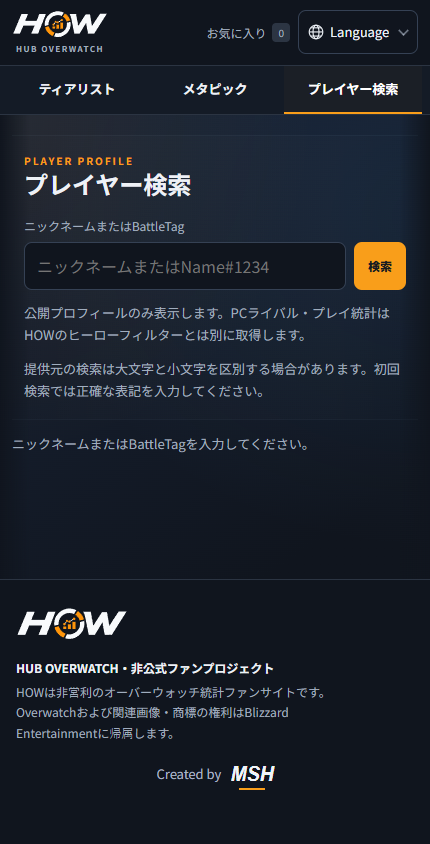 HOW
HUB OVERWATCH
お気に入り 0
Language
ティアリスト
メタピック
プレイヤー検索
PLAYER PROFILE
プレイヤー検索
ニックネームまたはBattleTag
ニックネームまたはName#1234
検索
公開プロフィールのみ表示します。PCライバル・プレイ統計は
HOWのヒーローフィルターとは別に取得します。
提供元の検索は大文字と小文字を区別する場合があります。初回
検索では正確な表記を入力してください。
ニックネームまたはBattleTagを入力してください。
HOW
HUB OVERWATCH・非公式ファンプロジェクト
HOWは非営利のオーバーウォッチ統計ファンサイトです。
Overwatchおよび関連画像・商標の権利はBlizzard
Entertainmentに帰属します。
Created by MSH